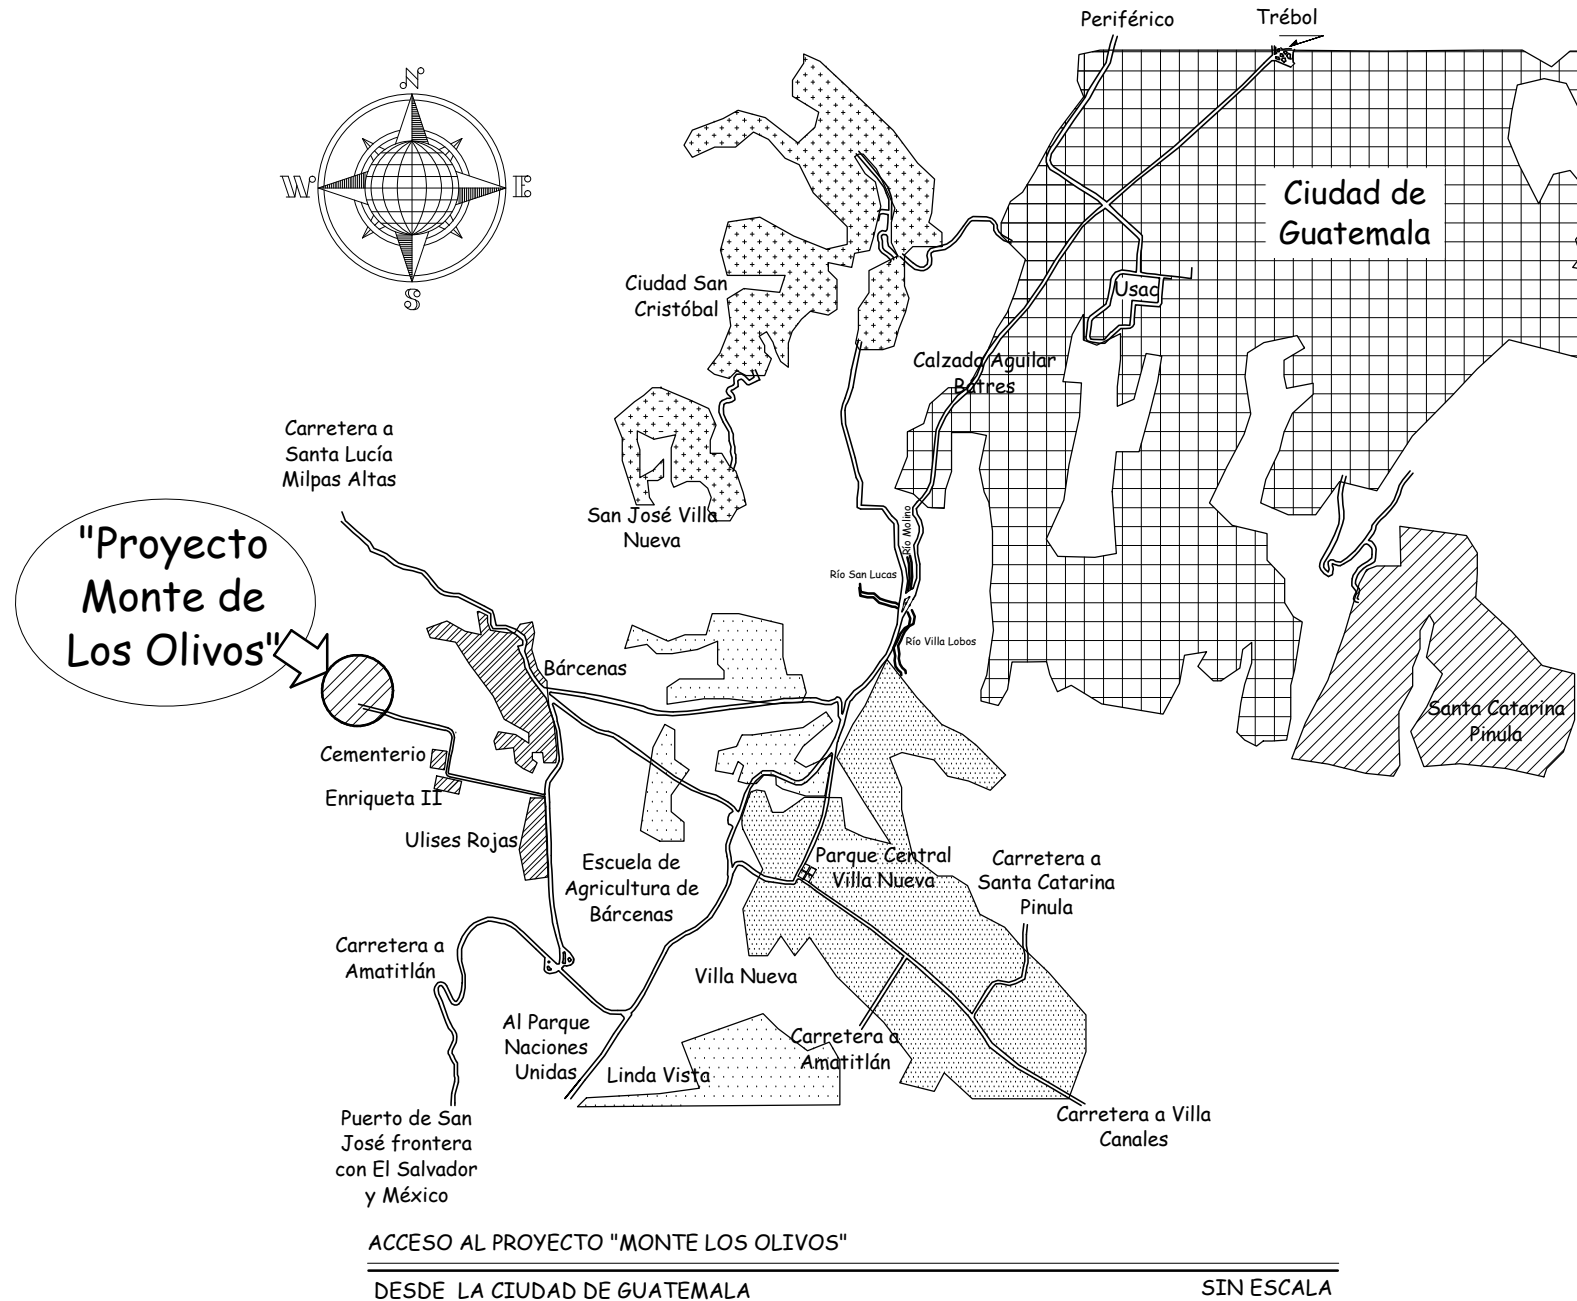 Periférico
Trébol
N
W
E
S
Ciudad de
Guatemala
Ciudad San
Cristóbal
Usac
Calzada Aguilar
Batres
Carretera a
Santa Lucía
Milpas Altas
"Proyecto
Monte de
Los Olivos"
San José Villa
Nueva
Río Molino
Río San Lucas
Río Villa Lobos
Bárcenas
Santa Catarina
Pinula
Cementerio
Enriqueta II
Ulises Rojas
Escuela de
Agricultura de
Bárcenas
Parque Central
Villa Nueva
Carretera a
Santa Catarina
Pinula
Carretera a
Amatitlán
Villa Nueva
Al Parque
Naciones
Unidas
Linda Vista
Carretera a
Amatitlán
Puerto de San
José frontera
con El Salvador
y México
Carretera a Villa
Canales
ACCESO AL PROYECTO "MONTE LOS OLIVOS"
DESDE LA CIUDAD DE GUATEMALA
SIN ESCALA